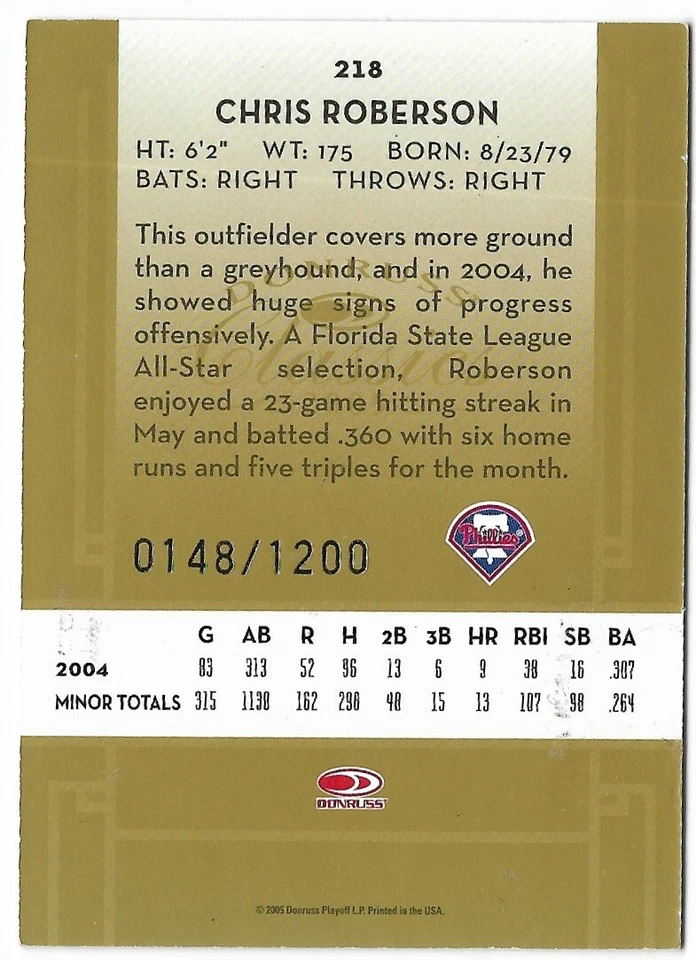 218
CHRIS ROBERSON
HT: 6'2" WT: 175 BORN: 8/23/79
BATS: RIGHT THROWS: RIGHT
This outfielder covers more ground
than a greyhound, and in 2004, he
showed huge signs of progress
offensively. A Florida State League
All-Star selection, Roberson
enjoyed a 23-game hitting streak in
May and batted .360 with six home
runs and five triples for the month.
DONRUSS
Classics
0148/1200
Phillies
G AB R H 2B 3B HR RBI SB BA
2004 83 313 52 96 13 6 9 38 16 .307
MINOR TOTALS 315 1130 162 298 48 15 13 107 98 .264
DONRUSS
© 2005 Donruss Playoff L.P. Printed in the USA.